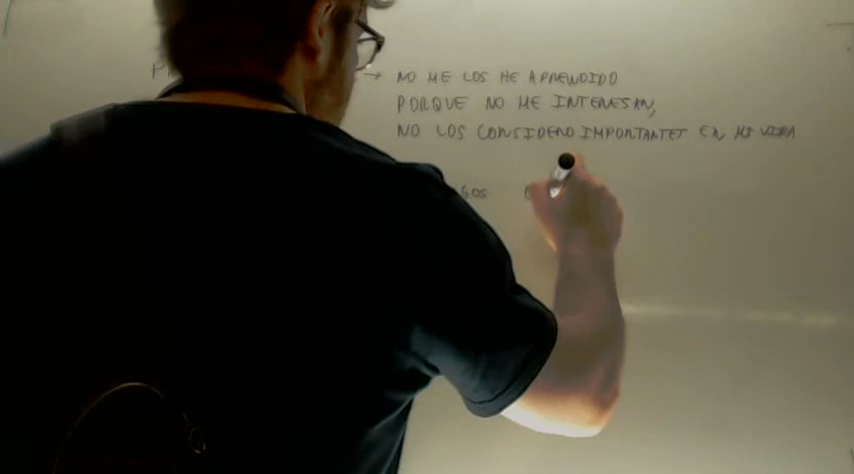 NO ME LOS HE APRENDIDO
PORQUE NO ME INTERESAN,
NO LOS CONSIDERO IMPORTANTES EN MI VIDA